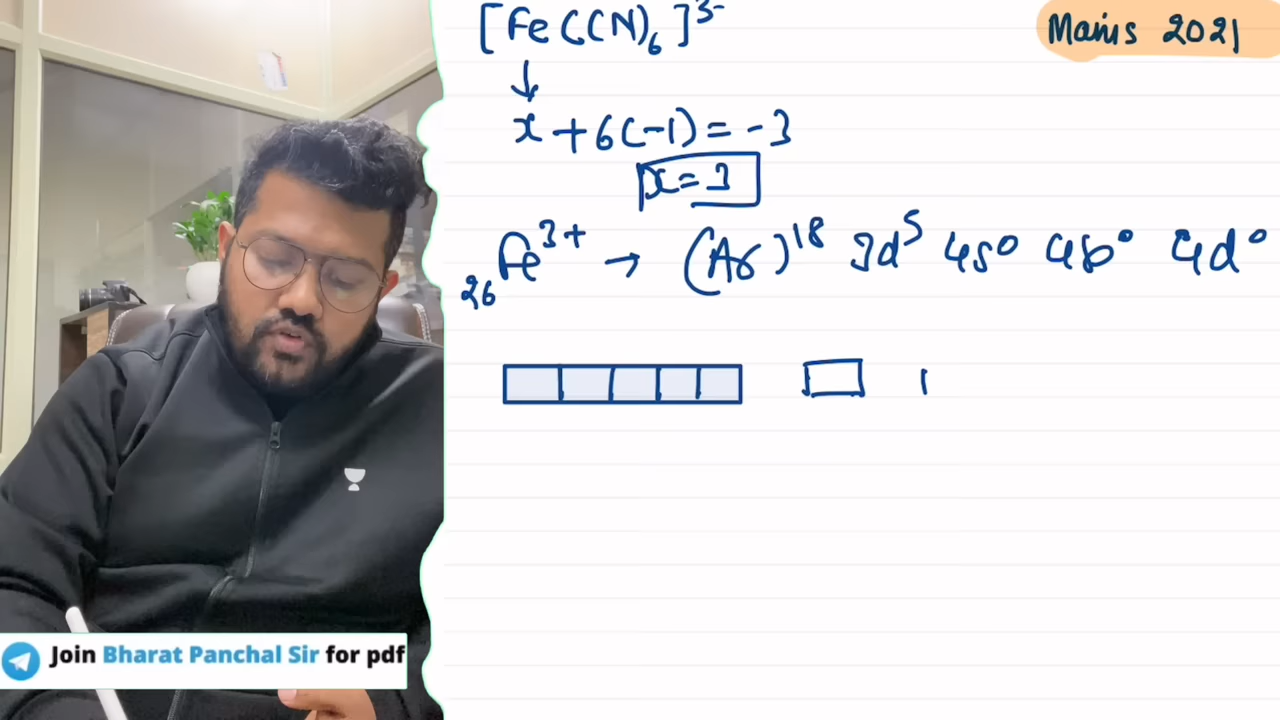 [Fe(CN)₆]³⁻
Mains 2021
↓
x + 6(-1) = -3
x = 3
₂₆Fe³⁺ → (Ar)¹⁸ 3d⁵ 4s⁰ 4p⁰ 4d⁰
Join Bharat Panchal Sir for pdf